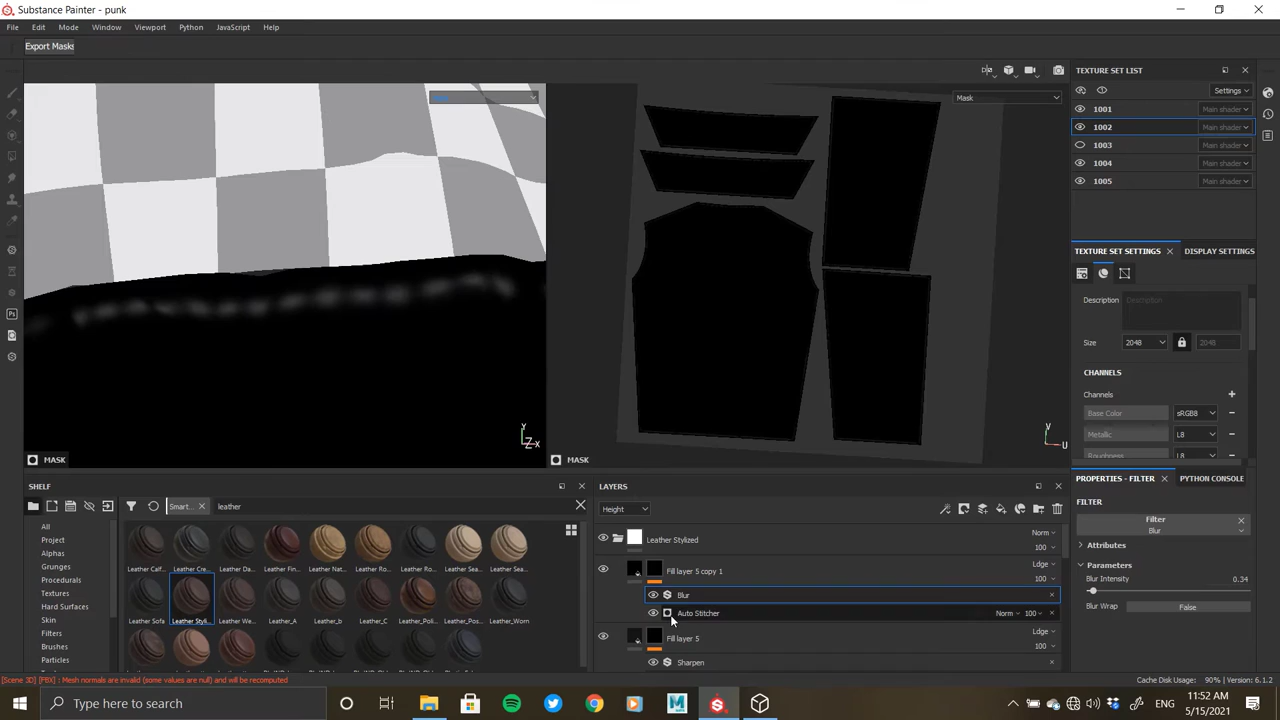 Substance Painter - punk
File Edit Mode Window Viewport Python JavaScript Help
Export Masks
Mask
TEXTURE SET LIST
Settings
1001 Main shader
1002 Main shader
1003 Main shader
1004 Main shader
1005 Main shader
TEXTURE SET SETTINGS DISPLAY SETTINGS
Description Description
Size 2048 2048
CHANNELS
Channels
Base Color sRGB8
Metallic L8
Roughness L8
Y
Z X
V
U
MASK
MASK
SHELF
Smart... leather
All
Project
Alphas
Grunges
Procedurals
Textures
Hard Surfaces
Skin
Filters
Brushes
Particles
Leather Calf... Leather Cre... Leather Da... Leather Fin... Leather Nat... Leather Ro... Leather Ro... Leather Sea... Leather Sea...
Leather Sofa Leather Styli... Leather We... Leather_A Leather_b Leather_C Leather_Poli... Leather_Pos... Leather_Worn
LAYERS
Height
Leather Stylized Norm 100
Fill layer 5 copy 1 Ldge 100
Blur
Auto Stitcher Norm 100
Fill layer 5 Ldge 100
Sharpen
PROPERTIES - FILTER PYTHON CONSOLE
FILTER
Filter
Blur
Attributes
Parameters
Blur Intensity 0.34
Blur Wrap False
[Scene 3D] [FBX] Mesh normals are invalid (some values are null) and will be recomputed
Cache Disk Usage: 90% | Version: 6.1.2
Type here to search
ENG
11:52 AM
5/15/2021